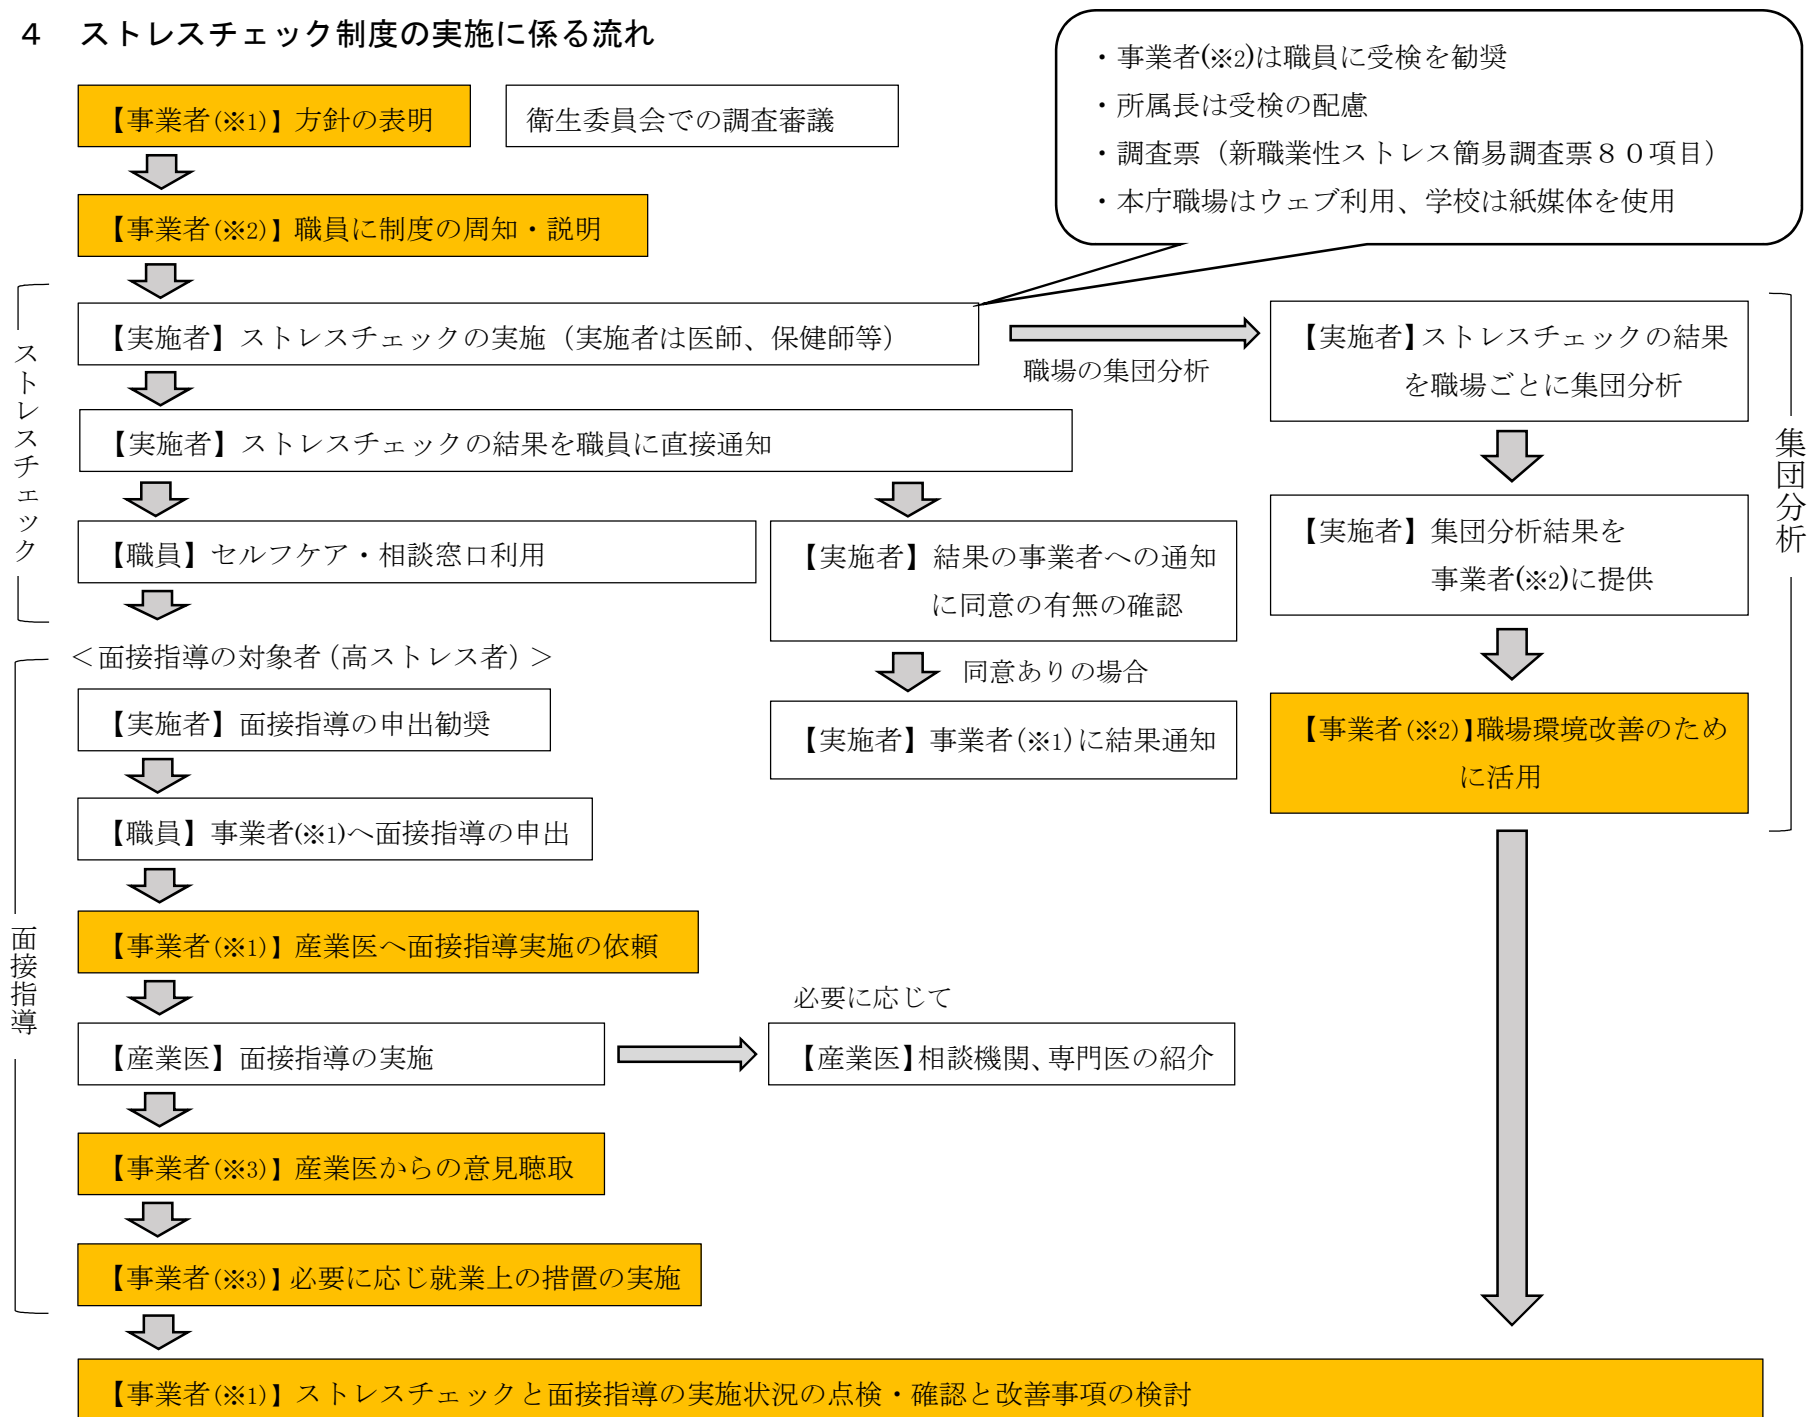 ４　ストレスチェック制度の実施に係る流れ
・事業者(※2)は職員に受検を勧奨
・所属長は受検の配慮
・調査票（新職業性ストレス簡易調査票８０項目）
・本庁職場はウェブ利用、学校は紙媒体を使用
【事業者(※1)】方針の表明
衛生委員会での調査審議
【事業者(※2)】職員に制度の周知・説明
ストレスチェック
【実施者】ストレスチェックの実施（実施者は医師、保健師等）
職場の集団分析
【実施者】ストレスチェックの結果
を職場ごとに集団分析
集団分析
【実施者】ストレスチェックの結果を職員に直接通知
【職員】セルフケア・相談窓口利用
【実施者】結果の事業者への通知
に同意の有無の確認
【実施者】集団分析結果を
事業者(※2)に提供
＜面接指導の対象者（高ストレス者）＞
同意ありの場合
面接指導
【実施者】面接指導の申出勧奨
【実施者】事業者(※1)に結果通知
【事業者(※2)】職場環境改善のため
に活用
【職員】事業者(※1)へ面接指導の申出
【事業者(※1)】産業医へ面接指導実施の依頼
必要に応じて
【産業医】面接指導の実施
【産業医】相談機関、専門医の紹介
【事業者(※3)】産業医からの意見聴取
【事業者(※3)】必要に応じ就業上の措置の実施
【事業者(※1)】ストレスチェックと面接指導の実施状況の点検・確認と改善事項の検討